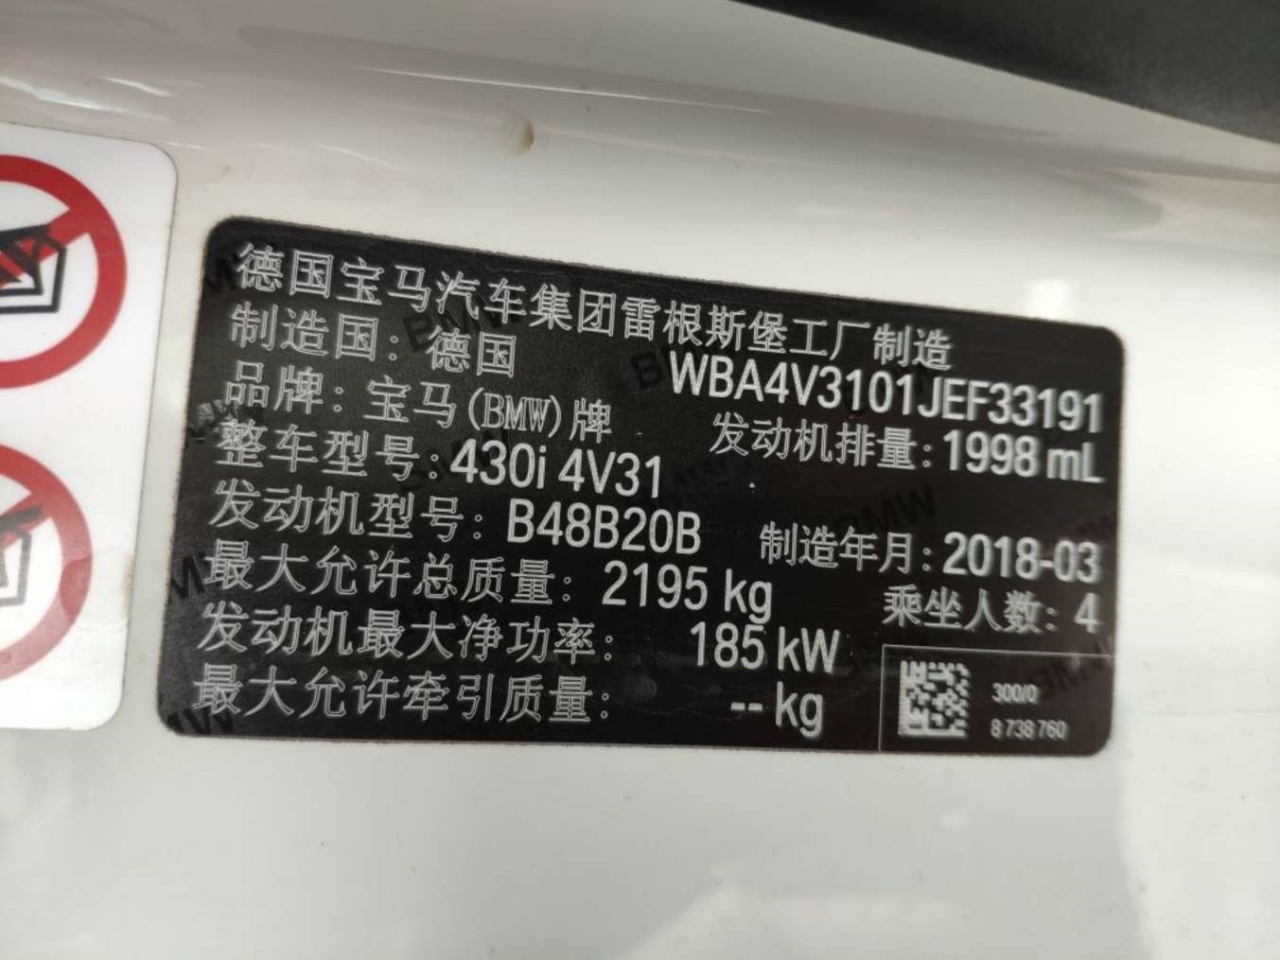 德国宝马汽车集团雷根斯堡工厂制造
制造国：德国
WBA4V3101JEF33191
品牌：宝马(BMW)牌
发动机排量：1998 mL
整车型号：430i 4V31
发动机型号：B48B20B
制造年月：2018-03
最大允许总质量：2195 kg
乘坐人数：4
发动机最大净功率：185 kW
最大允许牵引质量：-- kg
300/0
8 738 760